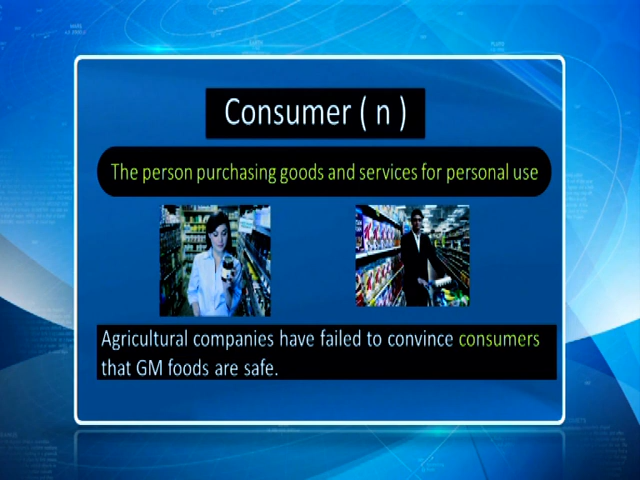 Consumer ( n )
The person purchasing goods and services for personal use
Agricultural companies have failed to convince consumers
that GM foods are safe.